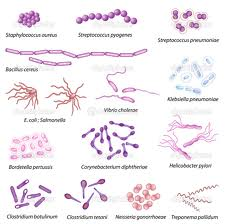 Staphylococcus aureus
Streptococcus pyogenes
Streptococcus pneumoniae
Bacillus cereus
Vibrio cholerae
Klebsiella pneumoniae
E. coli ; Salmonella
Bordetella percussis
Corynebacterium diphtheriae
Helicobacter pylori
Clostridium botulinum
Clostridium tetani
Neisseria gonorrhoeae
Treponema pallidum